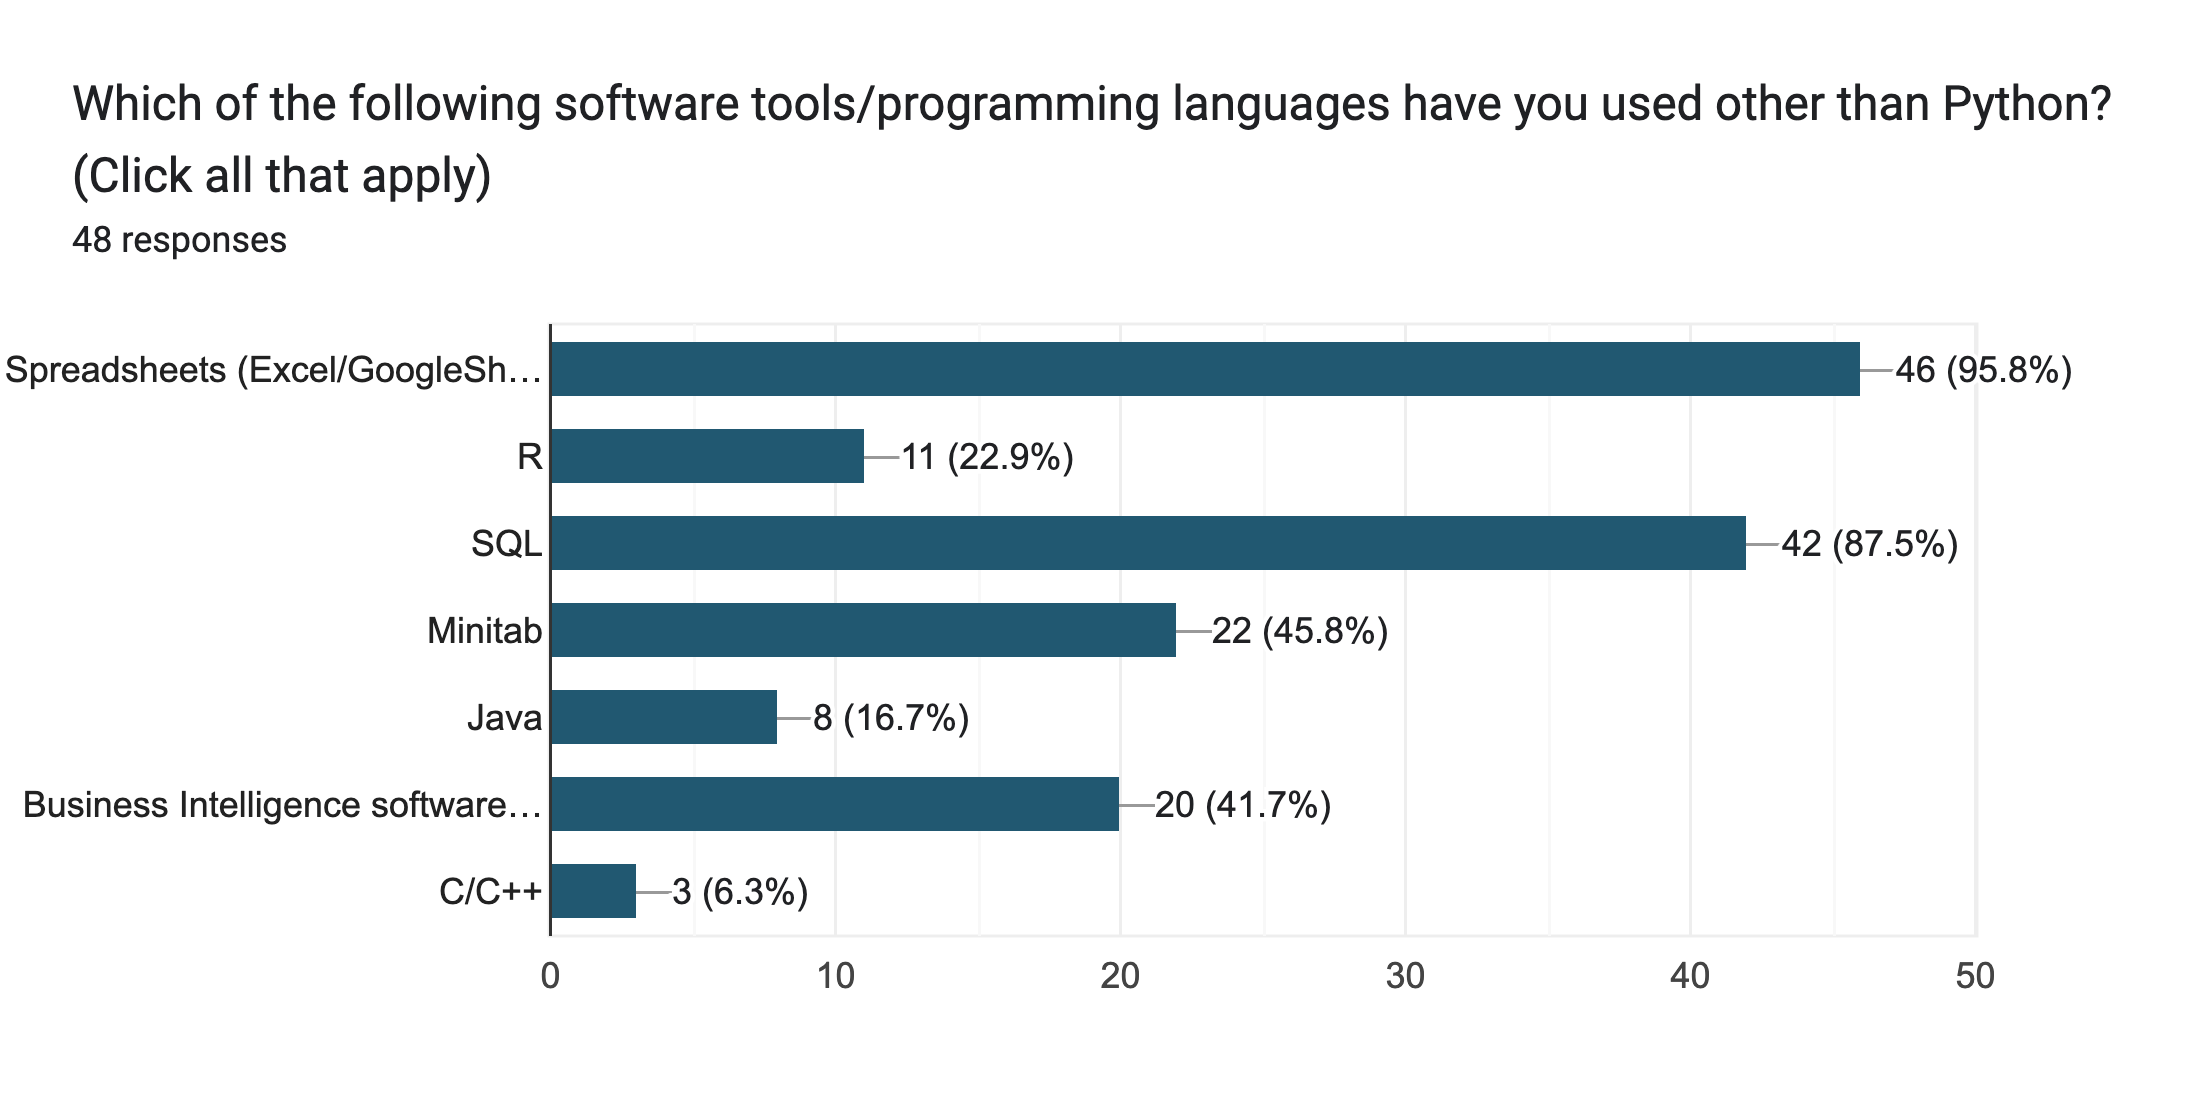 Which of the following software tools/programming languages have you used other than Python?
(Click all that apply)
48 responses
Spreadsheets (Excel/GoogleSh…
46 (95.8%)
R
11 (22.9%)
SQL
42 (87.5%)
Minitab
22 (45.8%)
Java
8 (16.7%)
Business Intelligence software…
20 (41.7%)
C/C++
3 (6.3%)
0 10 20 30 40 50